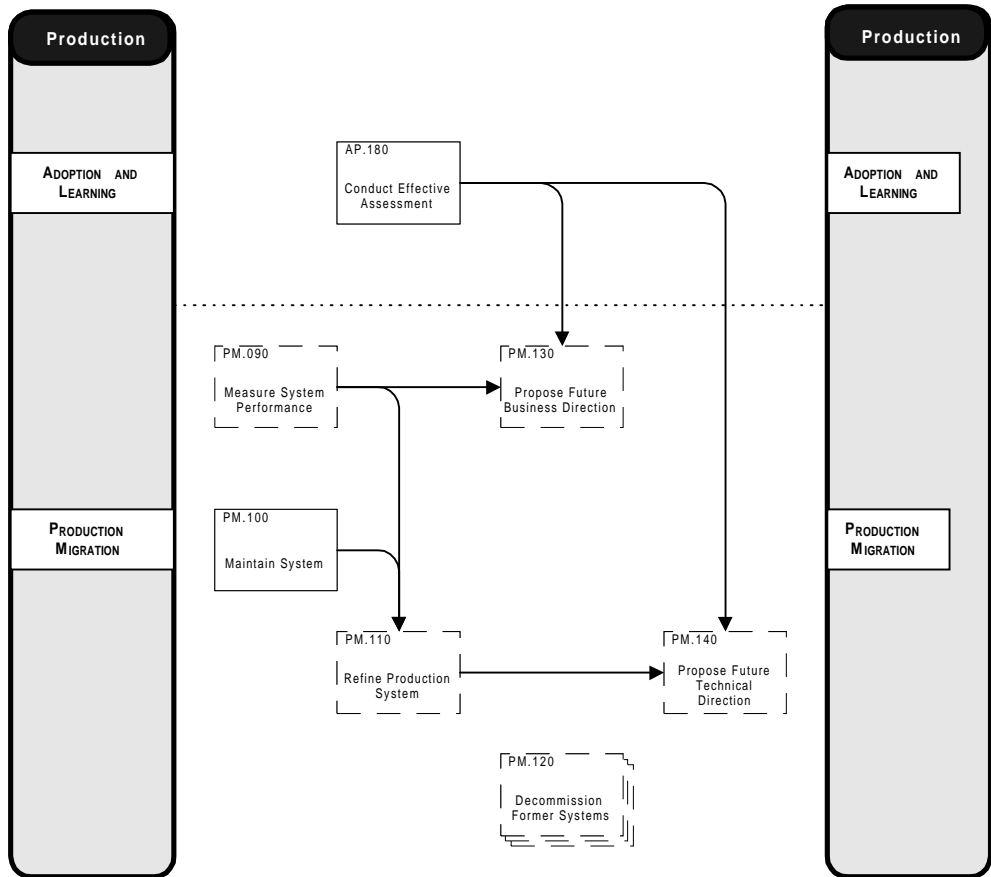 Production
Production
AP.180
Conduct Effective
Assessment
ADOPTION AND
LEARNING
ADOPTION AND
LEARNING
PM.090
Measure System
Performance
PM.130
Propose Future
Business Direction
PM.100
Maintain System
PRODUCTION
MIGRATION
PRODUCTION
MIGRATION
PM.110
Refine Production
System
PM.140
Propose Future
Technical
Direction
PM.120
Decommission
Former Systems